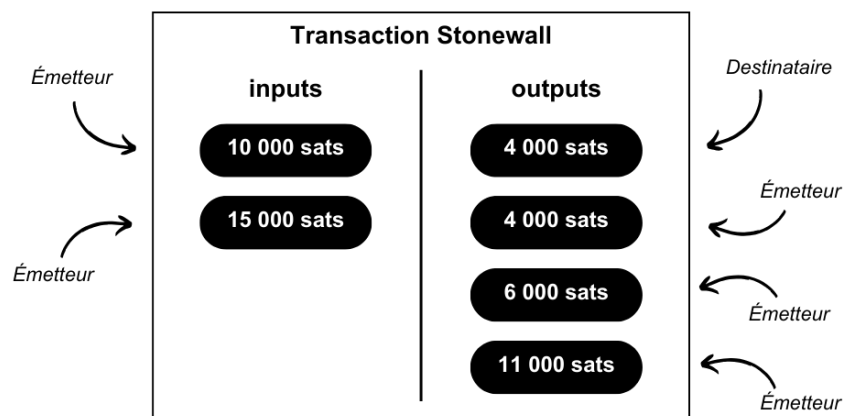 Transaction Stonewall
Émetteur
inputs
outputs
Destinataire
10 000 sats
4 000 sats
15 000 sats
4 000 sats
Émetteur
Émetteur
6 000 sats
Émetteur
11 000 sats
Émetteur